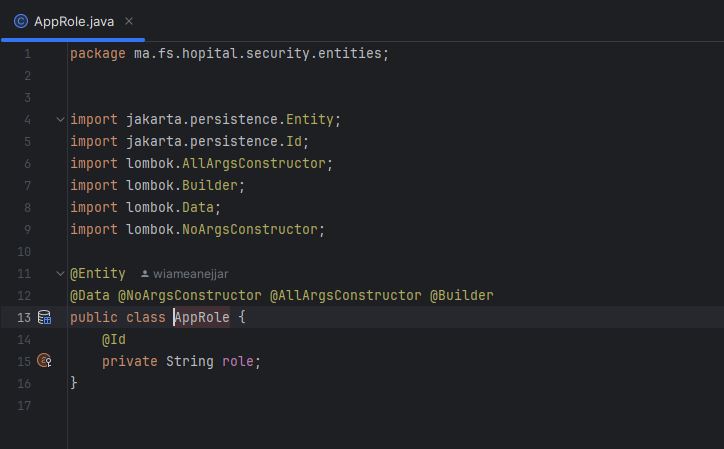 AppRole.java
1 package ma.fs.hopital.security.entities;
2
3
4 import jakarta.persistence.Entity;
5 import jakarta.persistence.Id;
6 import lombok.AllArgsConstructor;
7 import lombok.Builder;
8 import lombok.Data;
9 import lombok.NoArgsConstructor;
10
11 @Entity wiameanejjar
12 @Data @NoArgsConstructor @AllArgsConstructor @Builder
13 public class AppRole {
14 @Id
15 private String role;
16 }
17